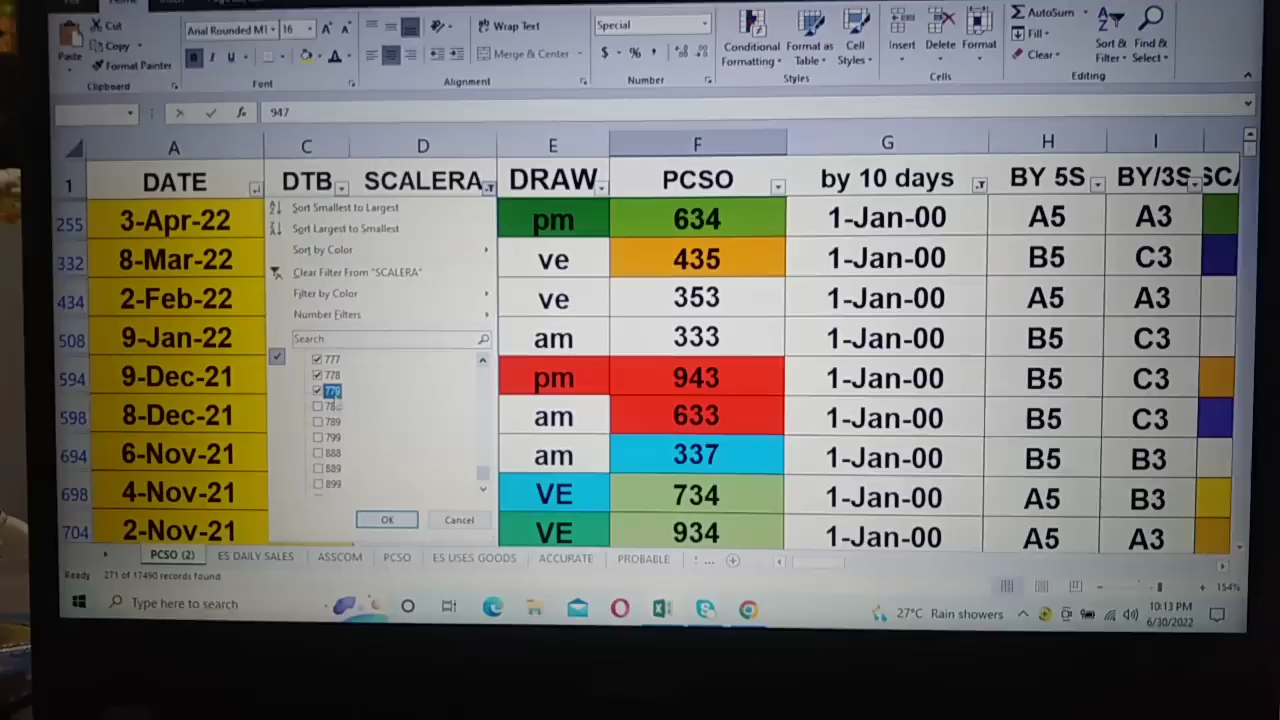 Cut
Copy
Format Painter
Paste
Clipboard
Arial Rounded MT 16
Font
Wrap Text
Merge & Center
Alignment
Special
$ % ,
Number
Conditional Formatting
Format as Table
Cell Styles
Styles
Insert Delete Format
Cells
AutoSum
Fill
Clear
Sort & Filter
Find & Select
Editing
fx 947
A C D E F G H I
1 DATE DTB SCALERA DRAW PCSO by 10 days BY 5S BY/3S SCA
255 3-Apr-22 pm 634 1-Jan-00 A5 A3
332 8-Mar-22 ve 435 1-Jan-00 B5 C3
434 2-Feb-22 ve 353 1-Jan-00 A5 A3
508 9-Jan-22 am 333 1-Jan-00 B5 C3
594 9-Dec-21 pm 943 1-Jan-00 B5 C3
598 8-Dec-21 am 633 1-Jan-00 B5 C3
694 6-Nov-21 am 337 1-Jan-00 B5 B3
698 4-Nov-21 VE 734 1-Jan-00 A5 B3
704 2-Nov-21 VE 934 1-Jan-00 A5 A3
Sort Smallest to Largest
Sort Largest to Smallest
Sort by Color
Clear Filter From "SCALERA"
Filter by Color
Number Filters
Search
777
778
779
789
799
888
889
899
OK Cancel
PCSO (2) ES DAILY SALES ASSCOM PCSO ES USES GOODS ACCURATE PROBABLE ...
Ready 271 of 17490 records found
154%
Type here to search
27°C Rain showers
10:13 PM
6/30/2022